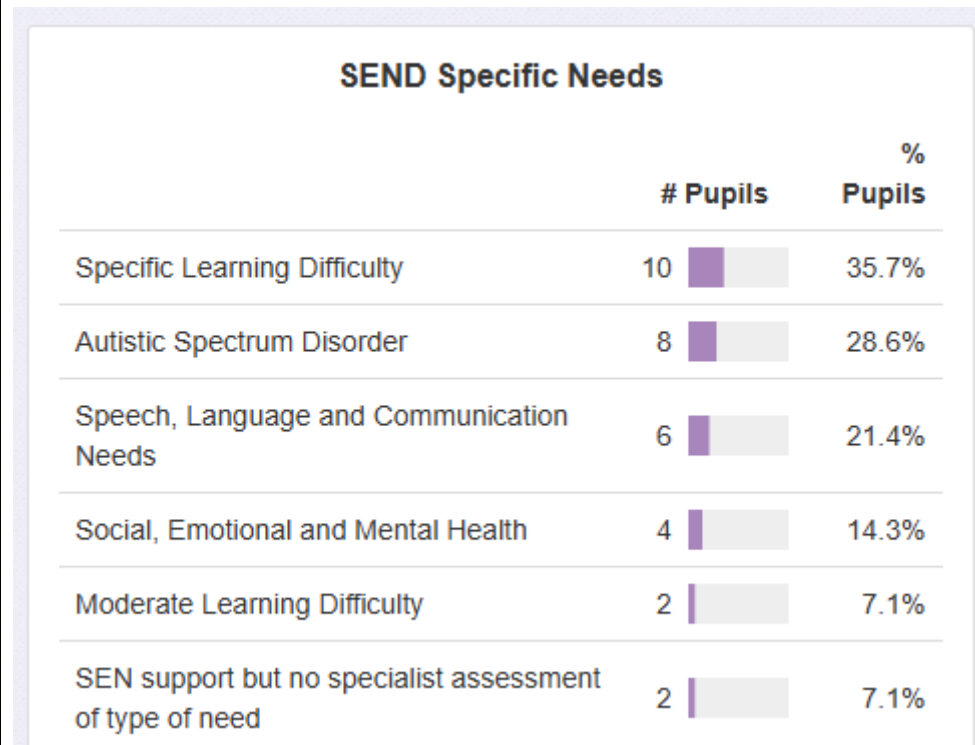 SEND Specific Needs
%
# Pupils Pupils
Specific Learning Difficulty 10 35.7%
Autistic Spectrum Disorder 8 28.6%
Speech, Language and Communication
Needs 6 21.4%
Social, Emotional and Mental Health 4 14.3%
Moderate Learning Difficulty 2 7.1%
SEN support but no specialist assessment
of type of need 2 7.1%